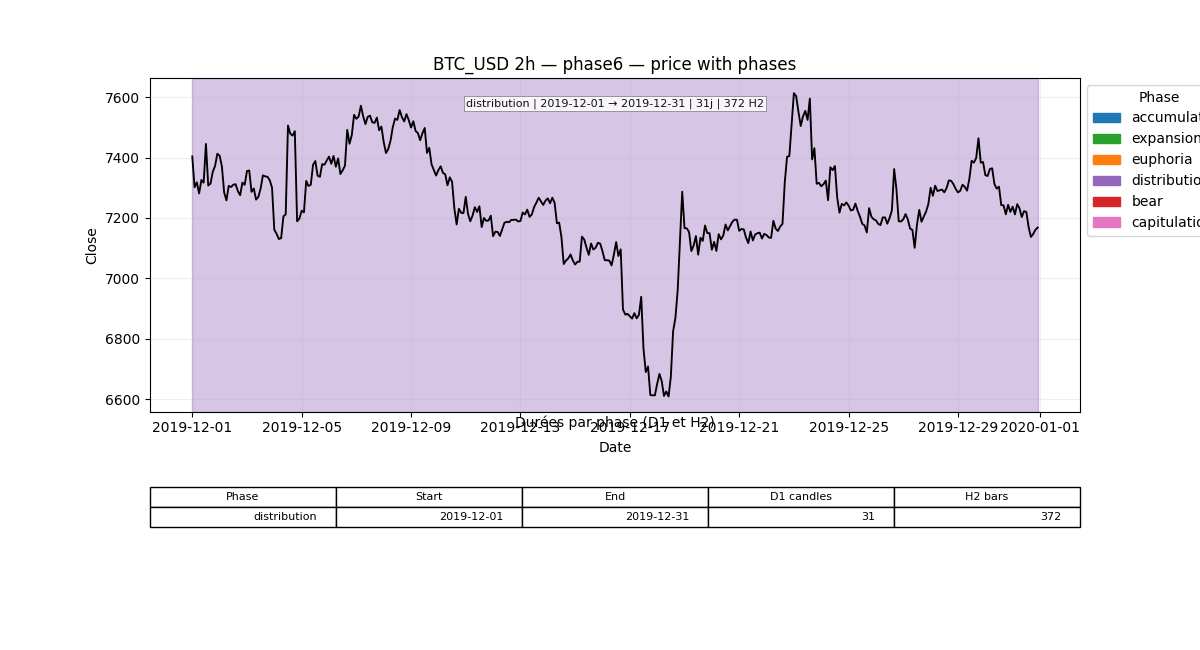 BTC_USD 2h — phase6 — price with phases
distribution | 2019-12-01 → 2019-12-31 | 31j | 372 H2
Close
7600
7400
7200
7000
6800
6600
Phase
accumulat
expansion
euphoria
distributio
bear
capitulatio
2019-12-01 2019-12-05 2019-12-09 2019-12-13 2019-12-17 2019-12-21 2019-12-25 2019-12-29 2020-01-01
Durées par phase (D1 et H2)
Date
Phase Start End D1 candles H2 bars
distribution 2019-12-01 2019-12-31 31 372